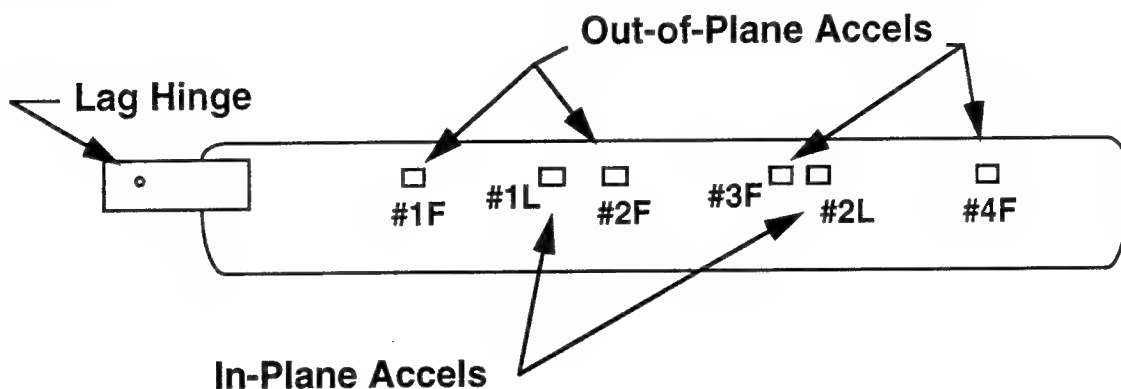 Out-of-Plane Accels
Lag Hinge
#1F
#1L
#2F
#3F
#2L
#4F
In-Plane Accels